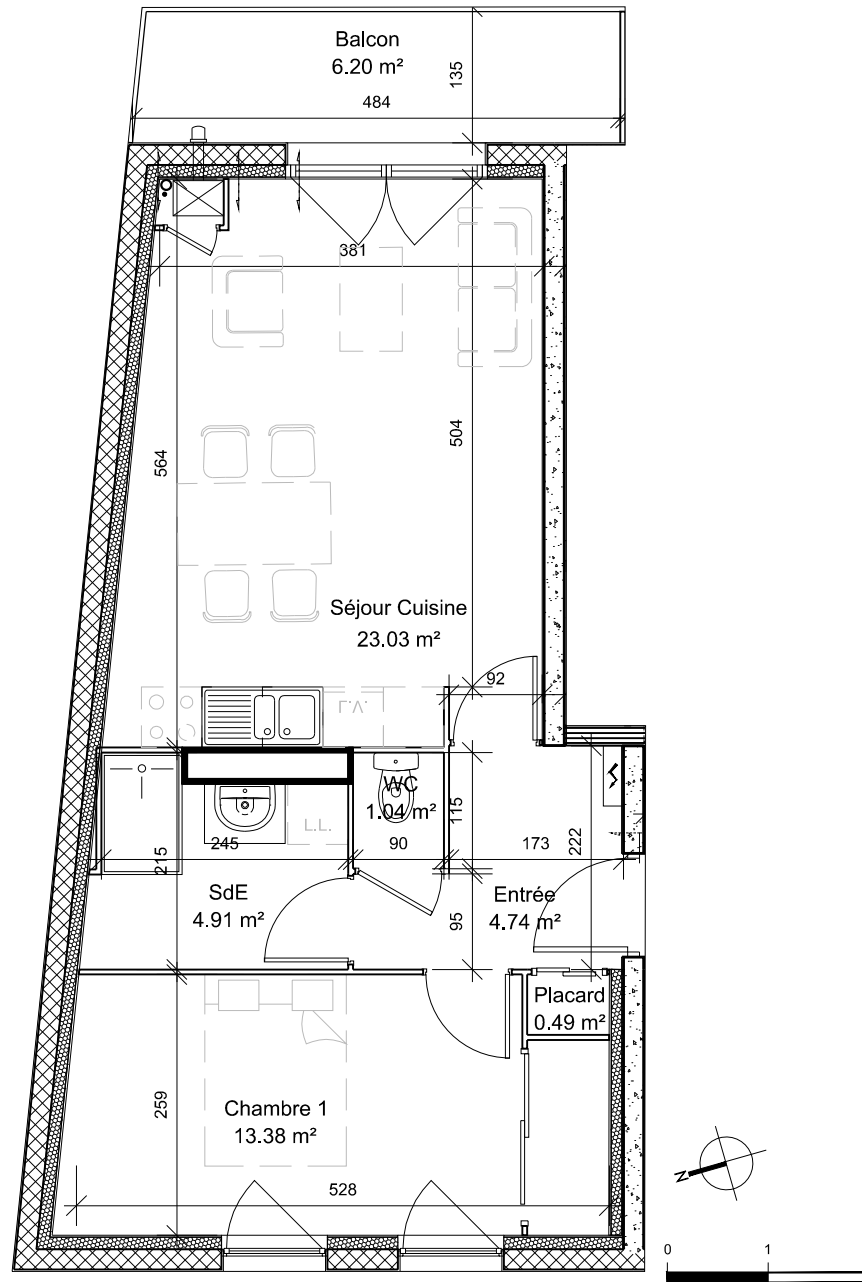 Balcon
6.20 m²
135
484
381
504
564
Séjour Cuisine
23.03 m²
92
L.V.
WC
1.04 m²
115
L.L.
245
90
173
222
215
SdE
4.91 m²
95
Entrée
4.74 m²
Placard
0.49 m²
259
Chambre 1
13.38 m²
528
N
0 1